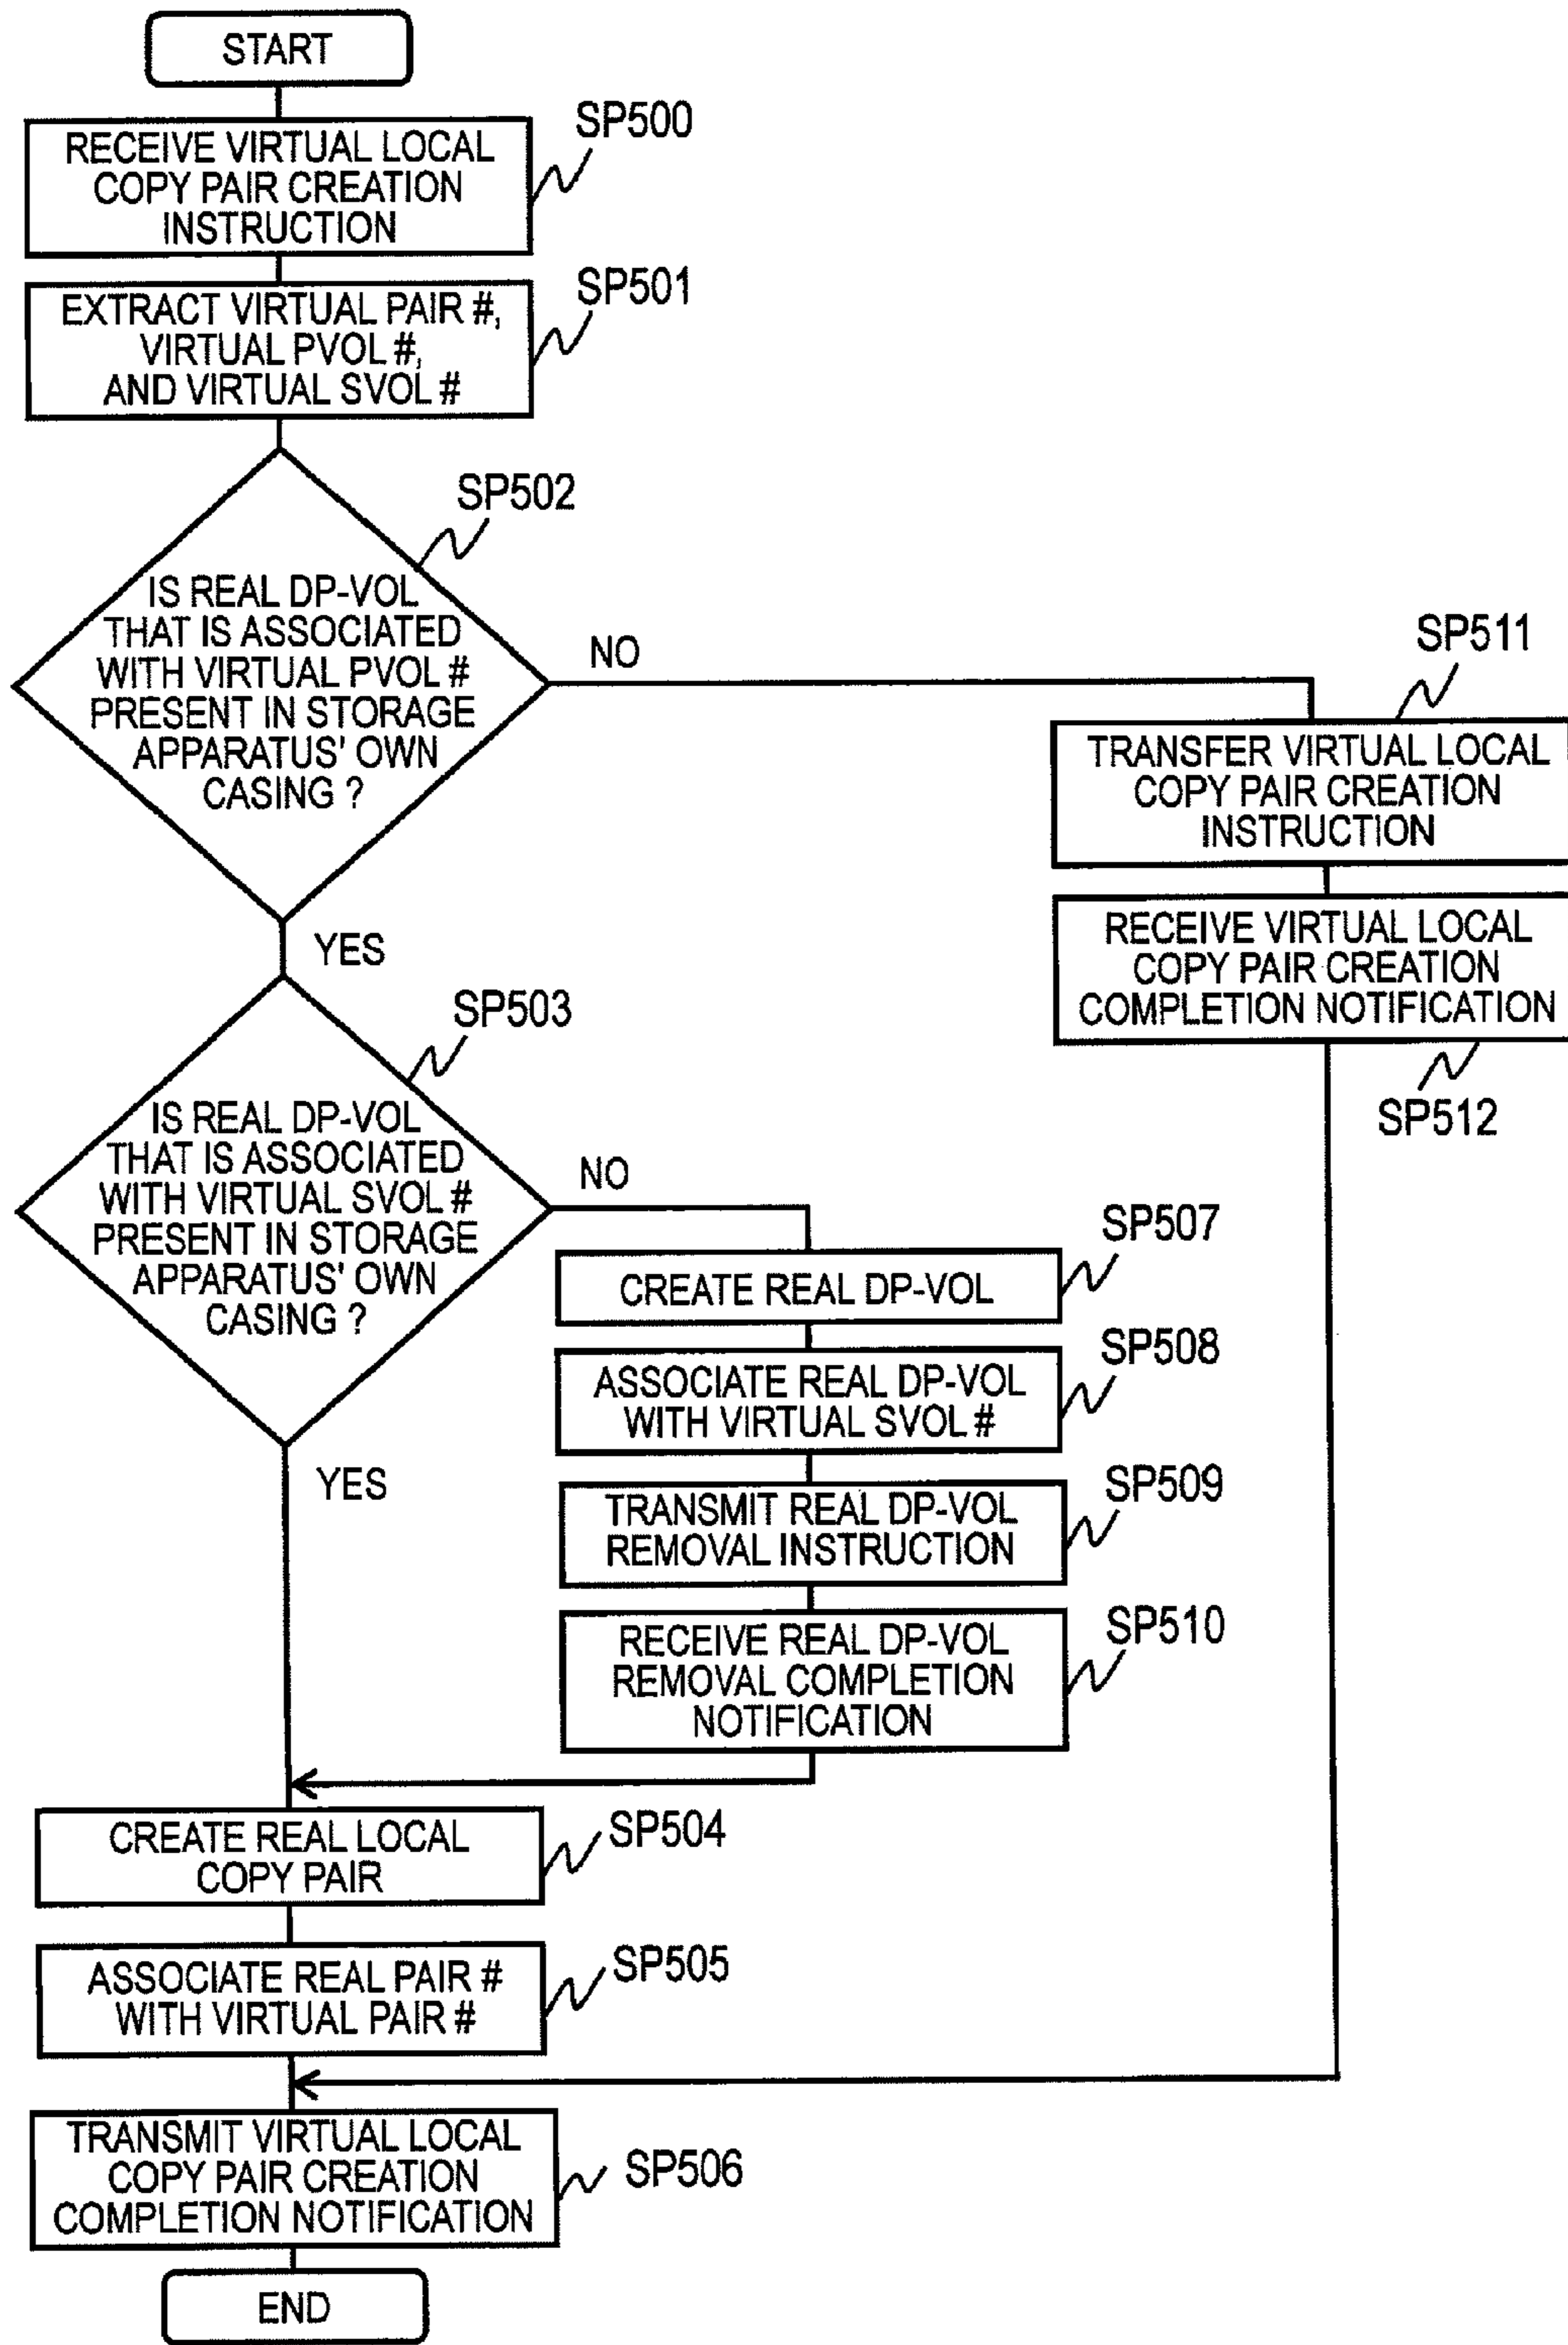 START
RECEIVE VIRTUAL LOCAL
COPY PAIR CREATION
INSTRUCTION
SP500
EXTRACT VIRTUAL PAIR #,
VIRTUAL PVOL #,
AND VIRTUAL SVOL #
SP501
IS REAL DP-VOL
THAT IS ASSOCIATED
WITH VIRTUAL PVOL #
PRESENT IN STORAGE
APPARATUS' OWN
CASING ?
SP502
NO
YES
SP511
TRANSFER VIRTUAL LOCAL
COPY PAIR CREATION
INSTRUCTION
RECEIVE VIRTUAL LOCAL
COPY PAIR CREATION
COMPLETION NOTIFICATION
SP512
SP503
IS REAL DP-VOL
THAT IS ASSOCIATED
WITH VIRTUAL SVOL #
PRESENT IN STORAGE
APPARATUS' OWN
CASING ?
NO
YES
CREATE REAL DP-VOL
SP507
ASSOCIATE REAL DP-VOL
WITH VIRTUAL SVOL #
SP508
TRANSMIT REAL DP-VOL
REMOVAL INSTRUCTION
SP509
RECEIVE REAL DP-VOL
REMOVAL COMPLETION
NOTIFICATION
SP510
CREATE REAL LOCAL
COPY PAIR
SP504
ASSOCIATE REAL PAIR #
WITH VIRTUAL PAIR #
SP505
TRANSMIT VIRTUAL LOCAL
COPY PAIR CREATION
COMPLETION NOTIFICATION
SP506
END